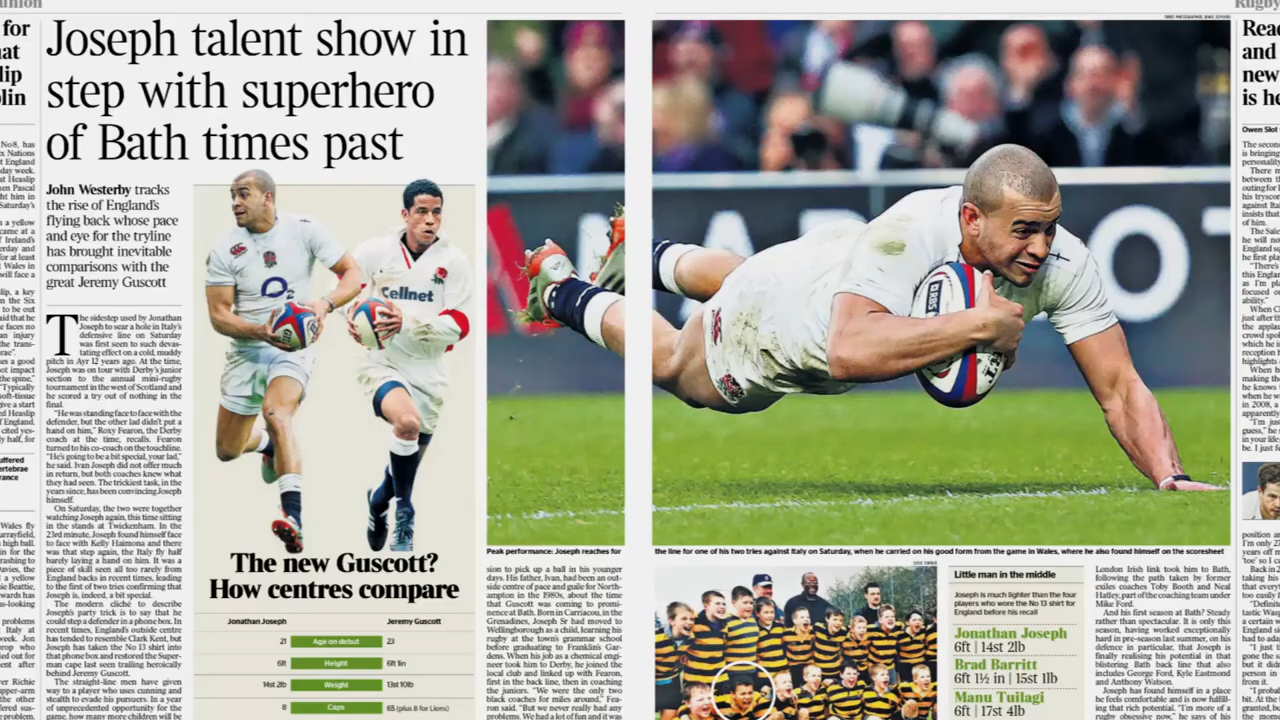 union
Rugby
for
at
lip
lin
Joseph talent show in
step with superhero
of Bath times past
John Westerby tracks
the rise of England's
flying back whose pace
and eye for the tryline
has brought inevitable
comparisons with the
great Jeremy Guscott
The sidestep used by Jonathan
Joseph to sear a hole in Italy's
defensive line on Saturday
was first seen to such devas-
tating effect on a cold, muddy
pitch in Ayr 12 years ago. At the time,
Joseph was on tour with Derby's junior
section to the annual mini-rugby
tournament in the west of Scotland and
he scored a try out of nothing in the
final.
"He was standing face to face with the
defender, but the other lad didn't put a
hand on him," Roxy Fearon, the Derby
coach at the time, recalls. Fearon
turned to his co-coach on the touchline.
"He's going to be a bit special, your lad,"
he said. Ivan Joseph did not offer much
in return, but both coaches knew what
they had seen. The trickiest task, in the
years since, has been convincing Joseph
himself.
On Saturday, the two were together
watching Joseph again, this time sitting
in the stands at Twickenham. In the
23rd minute, Joseph found himself face
to face with Kelly Haimona and there
was that step again, the Italy fly half
barely laying a hand on him. It was a
piece of skill seen all too rarely from
England backs in recent times, leading
to the first of two tries confirming that
Joseph is, indeed, a bit special.
The modern cliché to describe
Joseph's party trick is to say that he
could step a defender in a phone box. In
recent times, England's outside centre
has tended to resemble Clark Kent, but
Joseph has taken the No 13 shirt into
that phone box and restored the Super-
man cape last seen trailing heroically
behind Jeremy Guscott.
The straight-line men have given
way to a player who uses cunning and
stealth to evade his pursuers. In a year
of unprecedented opportunity for the
game, how many more children will be
O2
Cellnet
The new Guscott?
How centres compare
Jonathan Joseph Jeremy Guscott
21 Age on debut 23
6ft Height 6ft 1in
14st 2lb Weight 13st 10lb
8 Caps 65 (plus 8 for Lions)
RBS
Peak performance: Joseph reaches for
the line for one of his two tries against Italy on Saturday, when he carried on his good form from the game in Wales, where he also found himself on the scoresheet
sion to pick up a ball in his younger
days. His father, Ivan, had been an out-
side centre of pace and guile for North-
ampton in the 1980s, about the time
that Guscott was coming to promi-
nence at Bath. Born in Carriacou, in the
Grenadines, Joseph Sr had moved to
Wellingborough as a child, learning his
rugby at the town's grammar school
before graduating to Franklin's Gar-
dens. When his job as a chemical engi-
neer took him to Derby, he joined the
local club and linked up with Fearon,
first in the back line, then in coaching
the juniors. "We were the only two
black coaches for miles around," Fea-
ron said. "But we never really had any
problems. We had a lot of fun and it was
Little man in the middle
Joseph is much lighter than the four
players who wore the No 13 shirt for
England before his recall
Jonathan Joseph
6ft | 14st 2lb
Brad Barritt
6ft 1½ in | 15st 1lb
Manu Tuilagi
6ft | 17st 4lb
London Irish link took him to Bath,
following the path taken by former
exiles coaches Toby Booth and Neal
Hatley, part of the coaching team under
Mike Ford.
And his first season at Bath? Steady
rather than spectacular. It is only this
season, having worked exceptionally
hard in pre-season last summer, on his
defence in particular, that Joseph is
finally realising his potential in that
blistering Bath back line that also
includes George Ford, Kyle Eastmond
and Anthony Watson.
Joseph has found himself in a place
he feels comfortable and is now fulfill-
ing that rich potential. "I'm more of a
rugby obsessive now," he says of his
Read
and
new
is he
Owen Slot